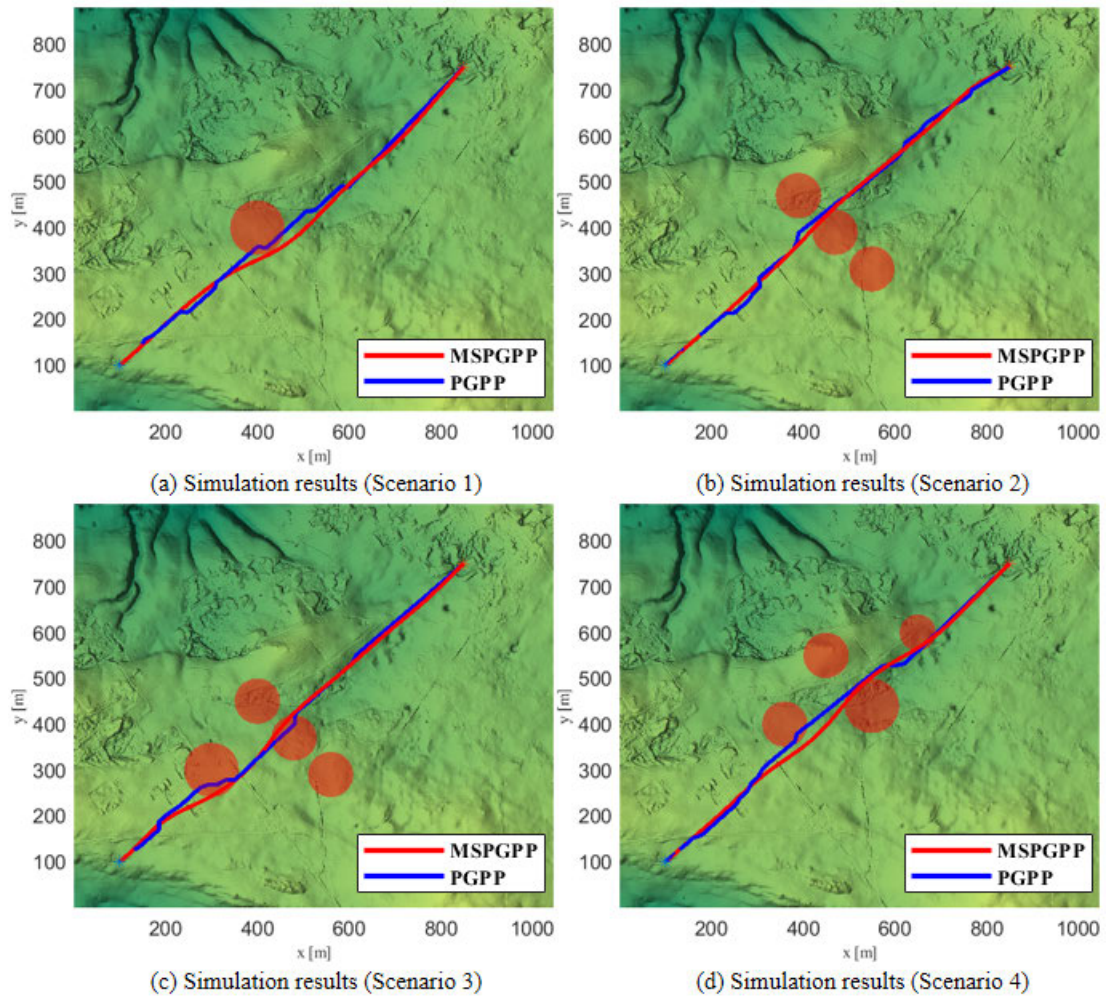 800
700
600
500
400
300
200
100
y [m]
MSPGPP
PGPP
200 400 600 800 1000
x [m]
(a) Simulation results (Scenario 1)
800
700
600
500
400
300
200
100
y [m]
MSPGPP
PGPP
200 400 600 800 1000
x [m]
(b) Simulation results (Scenario 2)
800
700
600
500
400
300
200
100
y [m]
MSPGPP
PGPP
200 400 600 800 1000
x [m]
(c) Simulation results (Scenario 3)
800
700
600
500
400
300
200
100
y [m]
MSPGPP
PGPP
200 400 600 800 1000
x [m]
(d) Simulation results (Scenario 4)